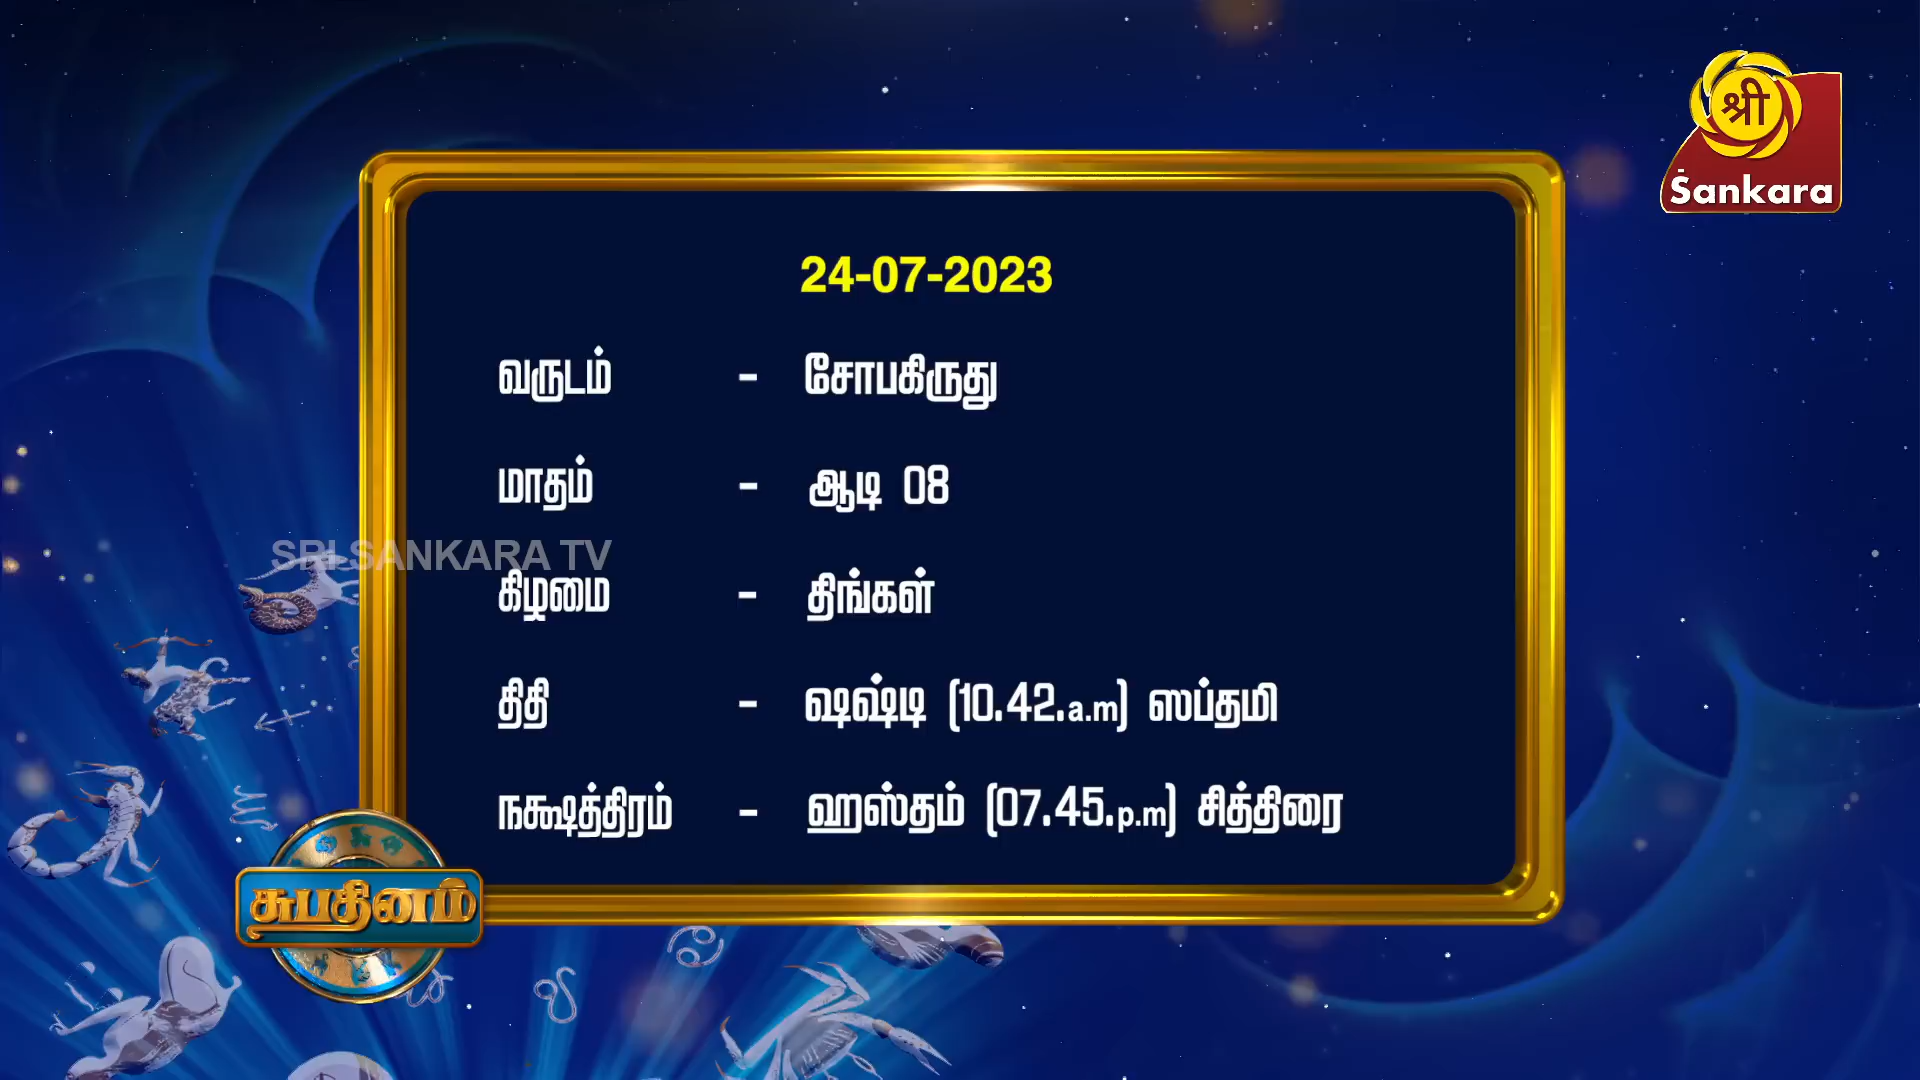 श्री
Sankara
24-07-2023
வருடம் - சோபகிருது
மாதம் - ஆடி 08
SRI SANKARA TV
கிழமை - திங்கள்
திதி - ஷஷ்டி (10.42.a.m) ஸப்தமி
நக்ஷத்திரம் - ஹஸ்தம் (07.45.p.m) சித்திரை
சுபதினம்